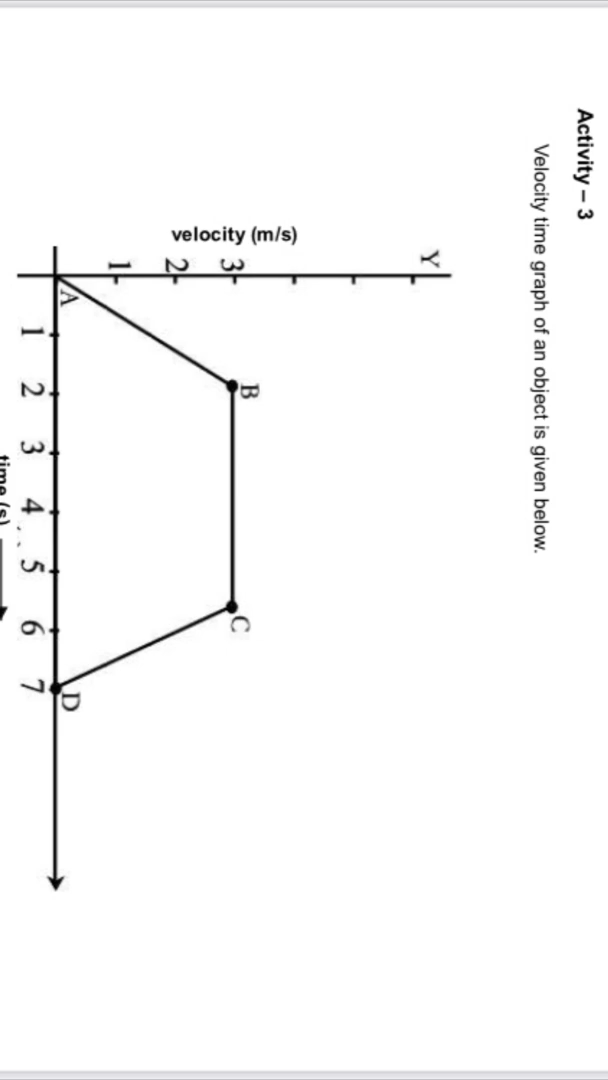 Activity – 3
Velocity time graph of an object is given below.
Y
velocity (m/s)
3
2
1
B
C
A
D
1 2 3 4 5 6 7
time (s)